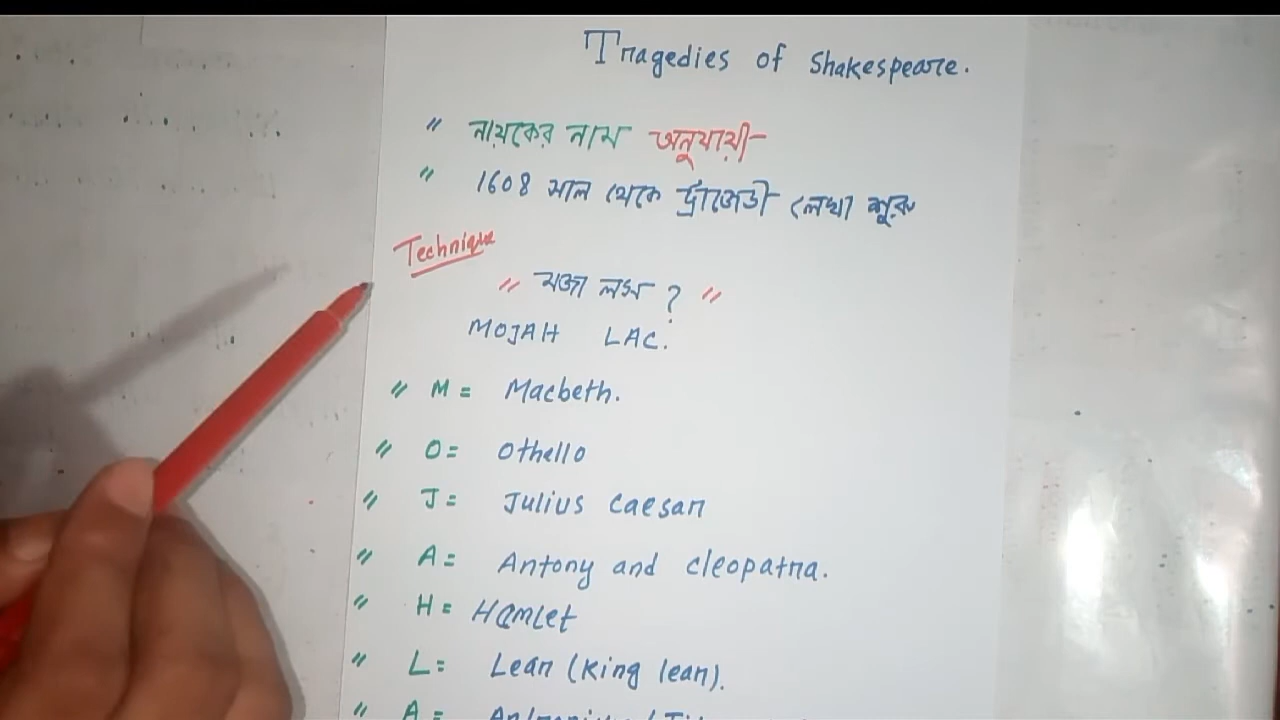 Tragedies of Shakespeare.
" নায়কের নাম অনুযায়ী
" 1608 সাল থেকে ট্রাজেডী লেখা শুরু
Technique
" মজা লস ? "
MOJAH LAC.
" M = Macbeth.
" O = Othello
" J = Julius Caesar
" A = Antony and cleopatra.
" H = Hamlet
" L = Lear (King lear).
" A =